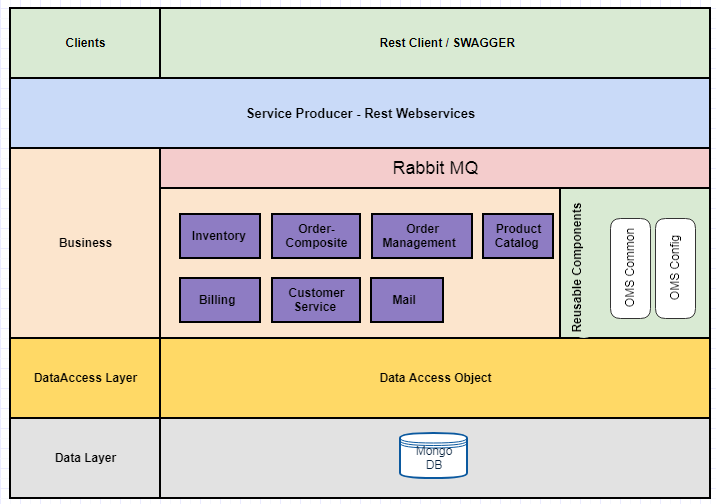 Clients
Rest Client / SWAGGER
Service Producer - Rest Webservices
Business
Rabbit MQ
Inventory
Order-
Composite
Order
Management
Product
Catalog
Billing
Customer
Service
Mail
Reusable Components
OMS Common
OMS Config
DataAccess Layer
Data Access Object
Data Layer
Mongo
DB